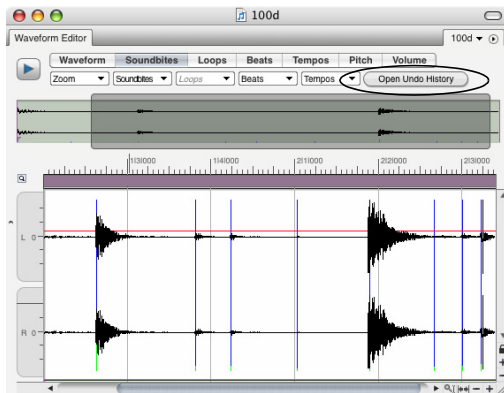 100d
Waveform Editor 100d
Waveform Soundbites Loops Beats Tempos Pitch Volume
Zoom Soundbites Loops Beats Tempos Open Undo History
1|3|000 1|4|000 2|1|000 2|2|000 2|3|000
L 0
R 0